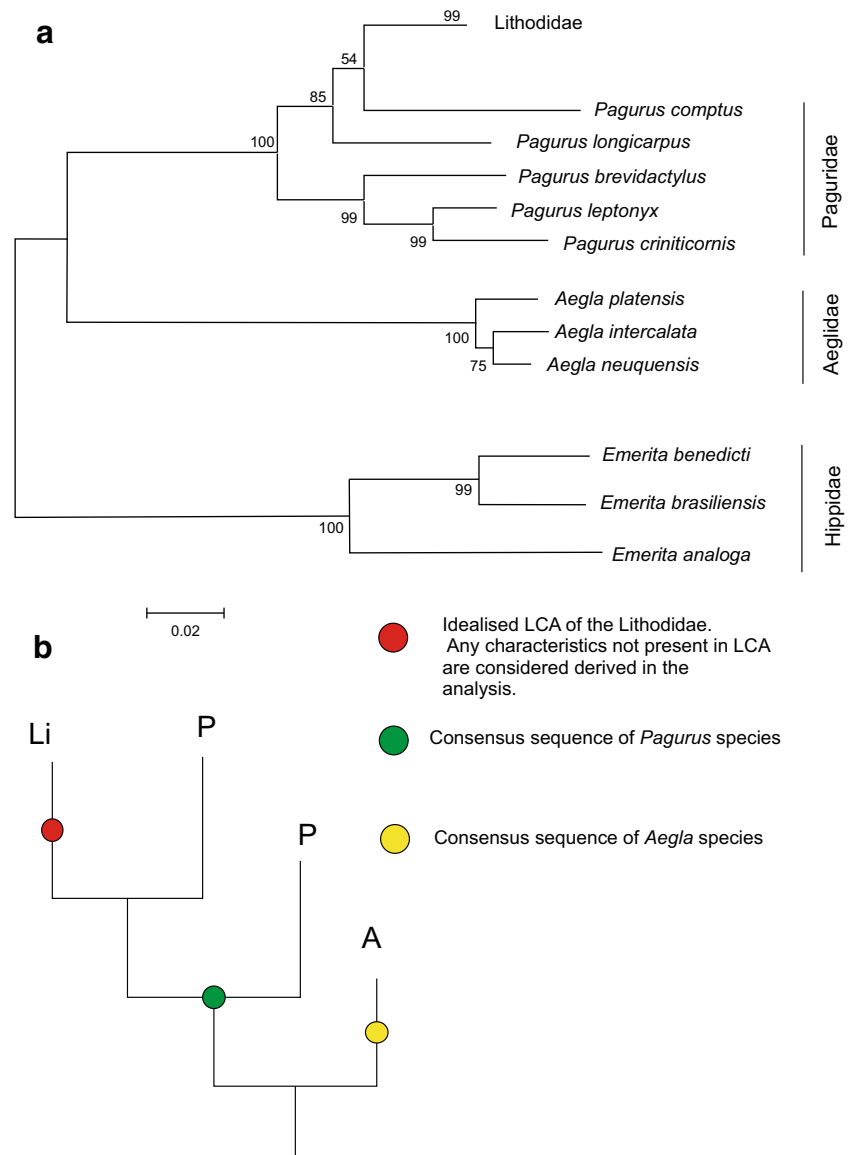 a
99
Lithodidae
54
Pagurus comptus
85
Pagurus longicarpus
100
Pagurus brevidactylus
99
Pagurus leptonyx
99
Pagurus criniticornis
Paguridae
Aegla platensis
100
Aegla intercalata
75
Aegla neuquensis
Aeglidae
Emerita benedicti
99
Emerita brasiliensis
100
Emerita analoga
Hippidae
0.02
b
Idealised LCA of the Lithodidae.
Any characteristics not present in LCA
are considered derived in the
analysis.
Consensus sequence of Pagurus species
Consensus sequence of Aegla species
Li
P
P
A